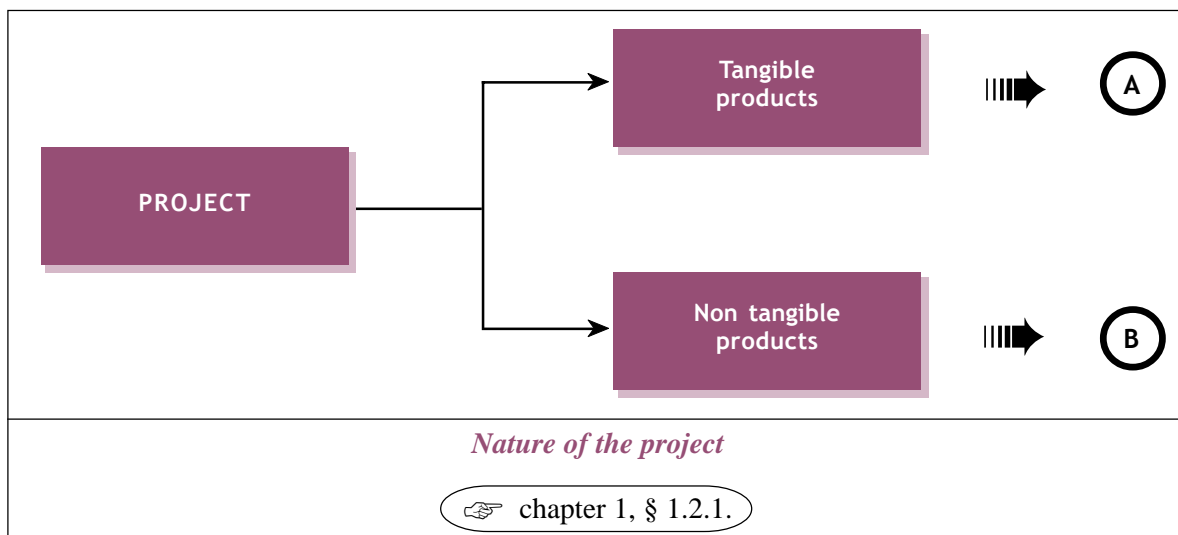 Tangible
products
A
PROJECT
Non tangible
products
B
Nature of the project
☞ chapter 1, § 1.2.1.